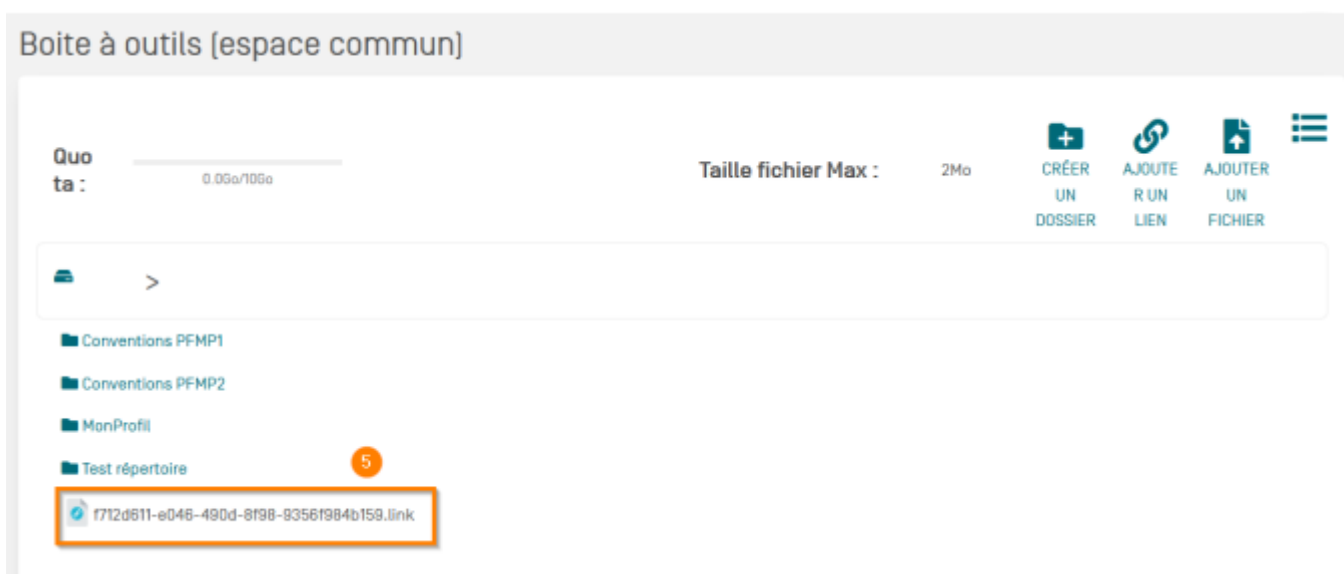 Boite à outils (espace commun)
Quo
ta :
0.0Go/10Go
Taille fichier Max :
2Mo
CRÉER
UN
DOSSIER
AJOUTE
R UN
LIEN
AJOUTER
UN
FICHIER
>
Conventions PFMP1
Conventions PFMP2
MonProfil
Test répertoire
5
f712d611-e046-490d-8f98-9356f984b159.link